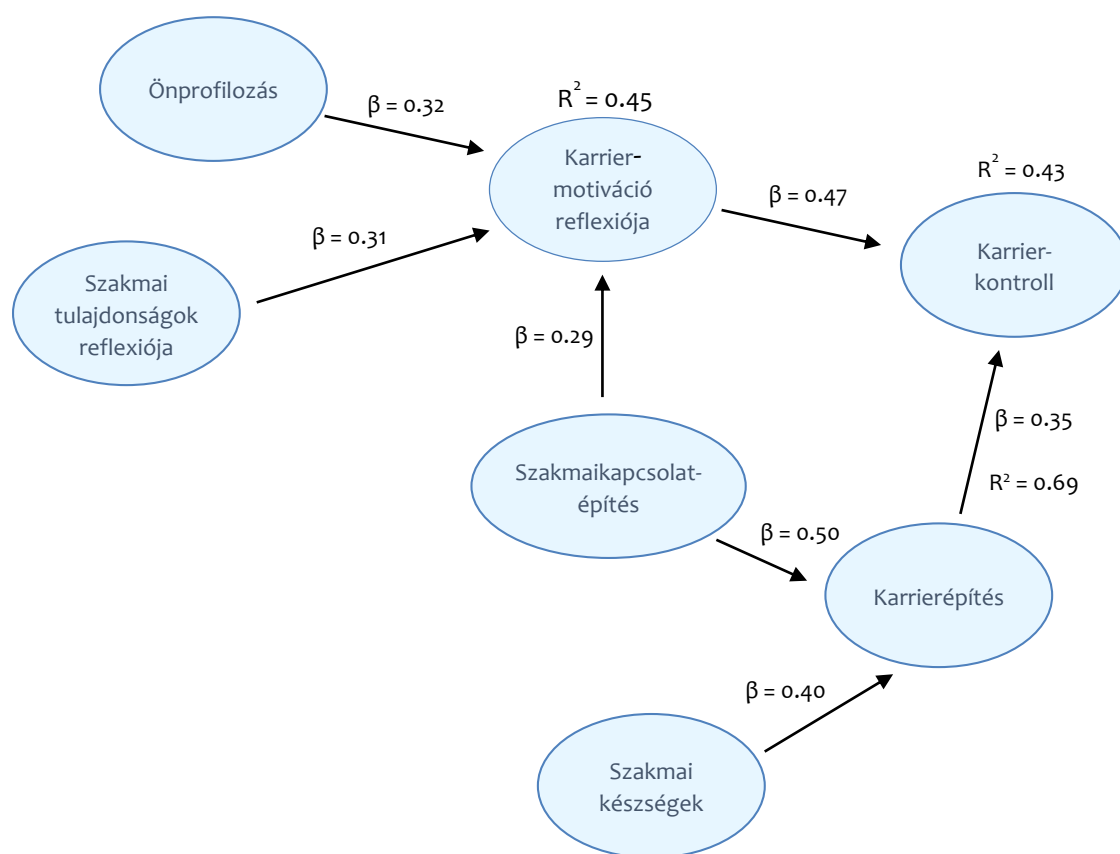 Önprofilozás
β = 0.32
R² = 0.45
Karrier-
motiváció
reflexiója
R² = 0.43
β = 0.47
Karrier-
kontroll
β = 0.31
Szakmai
tulajdonságok
reflexiója
β = 0.29
β = 0.35
R² = 0.69
Szakmaikapcsolat-
építés
β = 0.50
Karrierépítés
β = 0.40
Szakmai
készségek